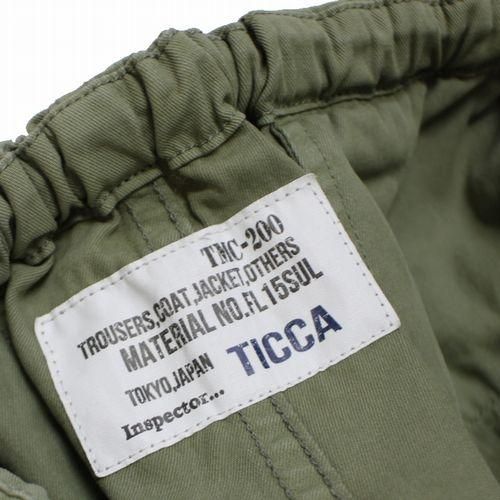 TMC-200
TROUSERS,COAT,JACKET,OTHERS
MATERIAL NO.FL15SUL
TOKYO,JAPAN TICCA
Inspector...